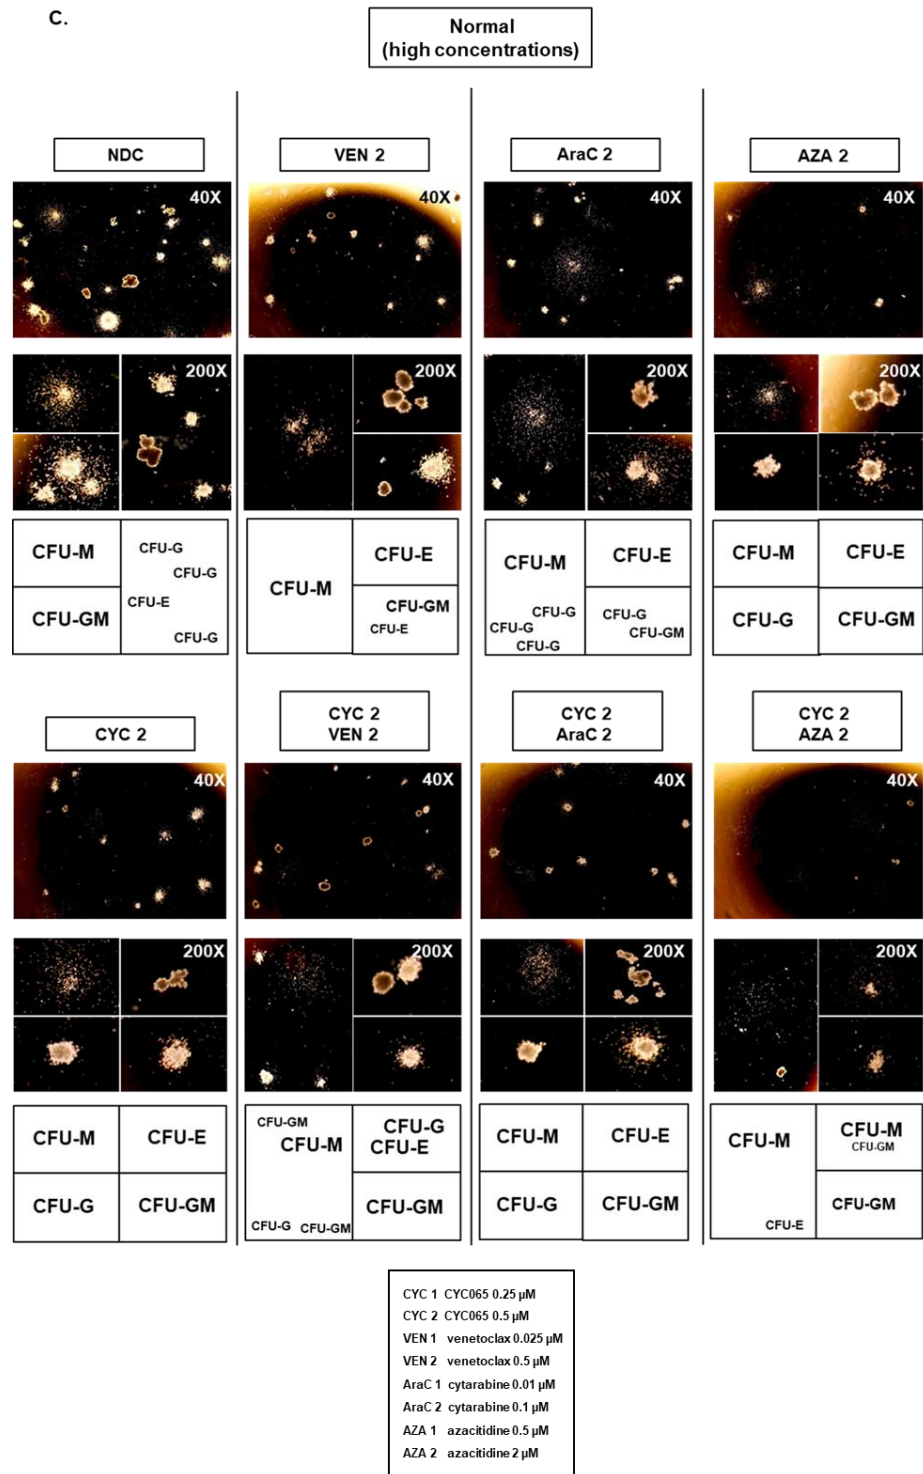 C.
Normal
(high concentrations)
NDC
VEN 2
AraC 2
AZA 2
40X
40X
40X
40X
200X
200X
200X
200X
CFU-M
CFU-G
CFU-G
CFU-GM
CFU-E
CFU-G
CFU-M
CFU-E
CFU-GM
CFU-E
CFU-M
CFU-E
CFU-G
CFU-G
CFU-G
CFU-G
CFU-GM
CFU-M
CFU-E
CFU-G
CFU-GM
CYC 2
CYC 2
VEN 2
CYC 2
AraC 2
CYC 2
AZA 2
40X
40X
40X
40X
200X
200X
200X
200X
CFU-M
CFU-E
CFU-G
CFU-GM
CFU-GM
CFU-M
CFU-G
CFU-GM
CFU-G
CFU-E
CFU-GM
CFU-M
CFU-E
CFU-G
CFU-GM
CFU-M
CFU-E
CFU-M
CFU-GM
CFU-GM
CYC 1 CYC065 0.25 µM
CYC 2 CYC065 0.5 µM
VEN 1 venetoclax 0.025 µM
VEN 2 venetoclax 0.5 µM
AraC 1 cytarabine 0.01 µM
AraC 2 cytarabine 0.1 µM
AZA 1 azacitidine 0.5 µM
AZA 2 azacitidine 2 µM